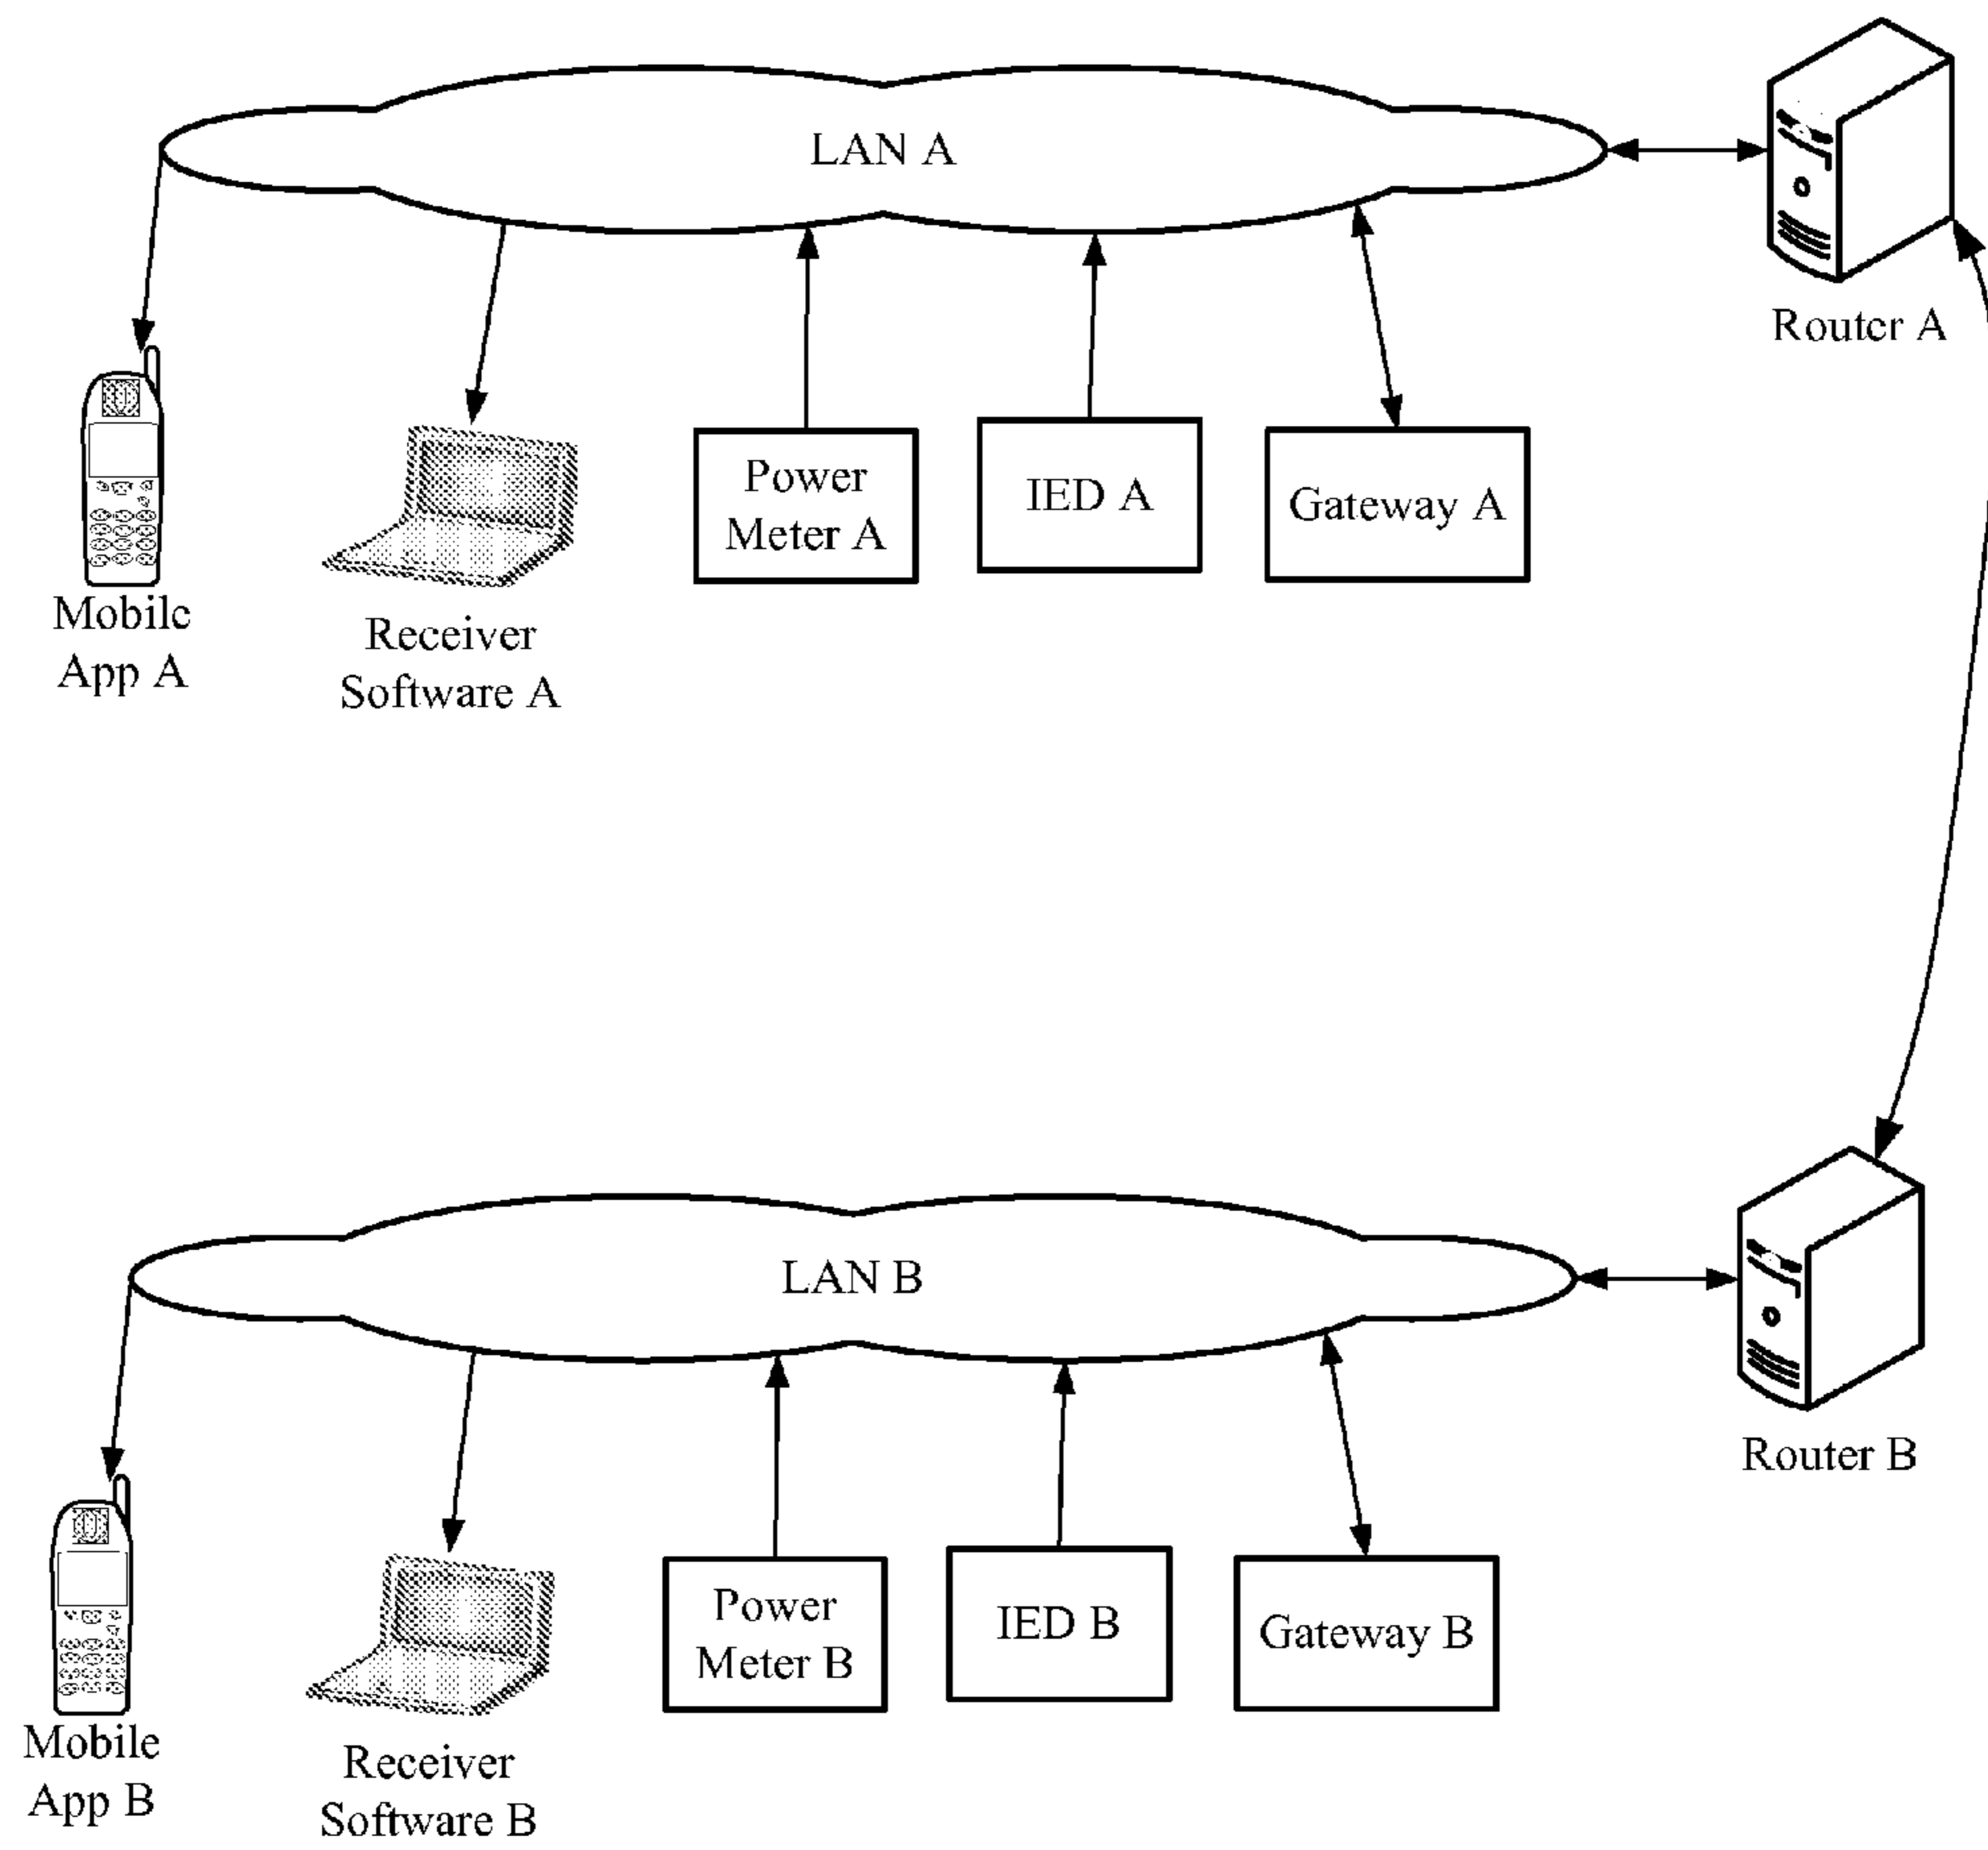 LAN A
Router A
Power
Meter A
IED A
Gateway A
Mobile
App A
Receiver
Software A
LAN B
Router B
Power
Meter B
IED B
Gateway B
Mobile
App B
Receiver
Software B